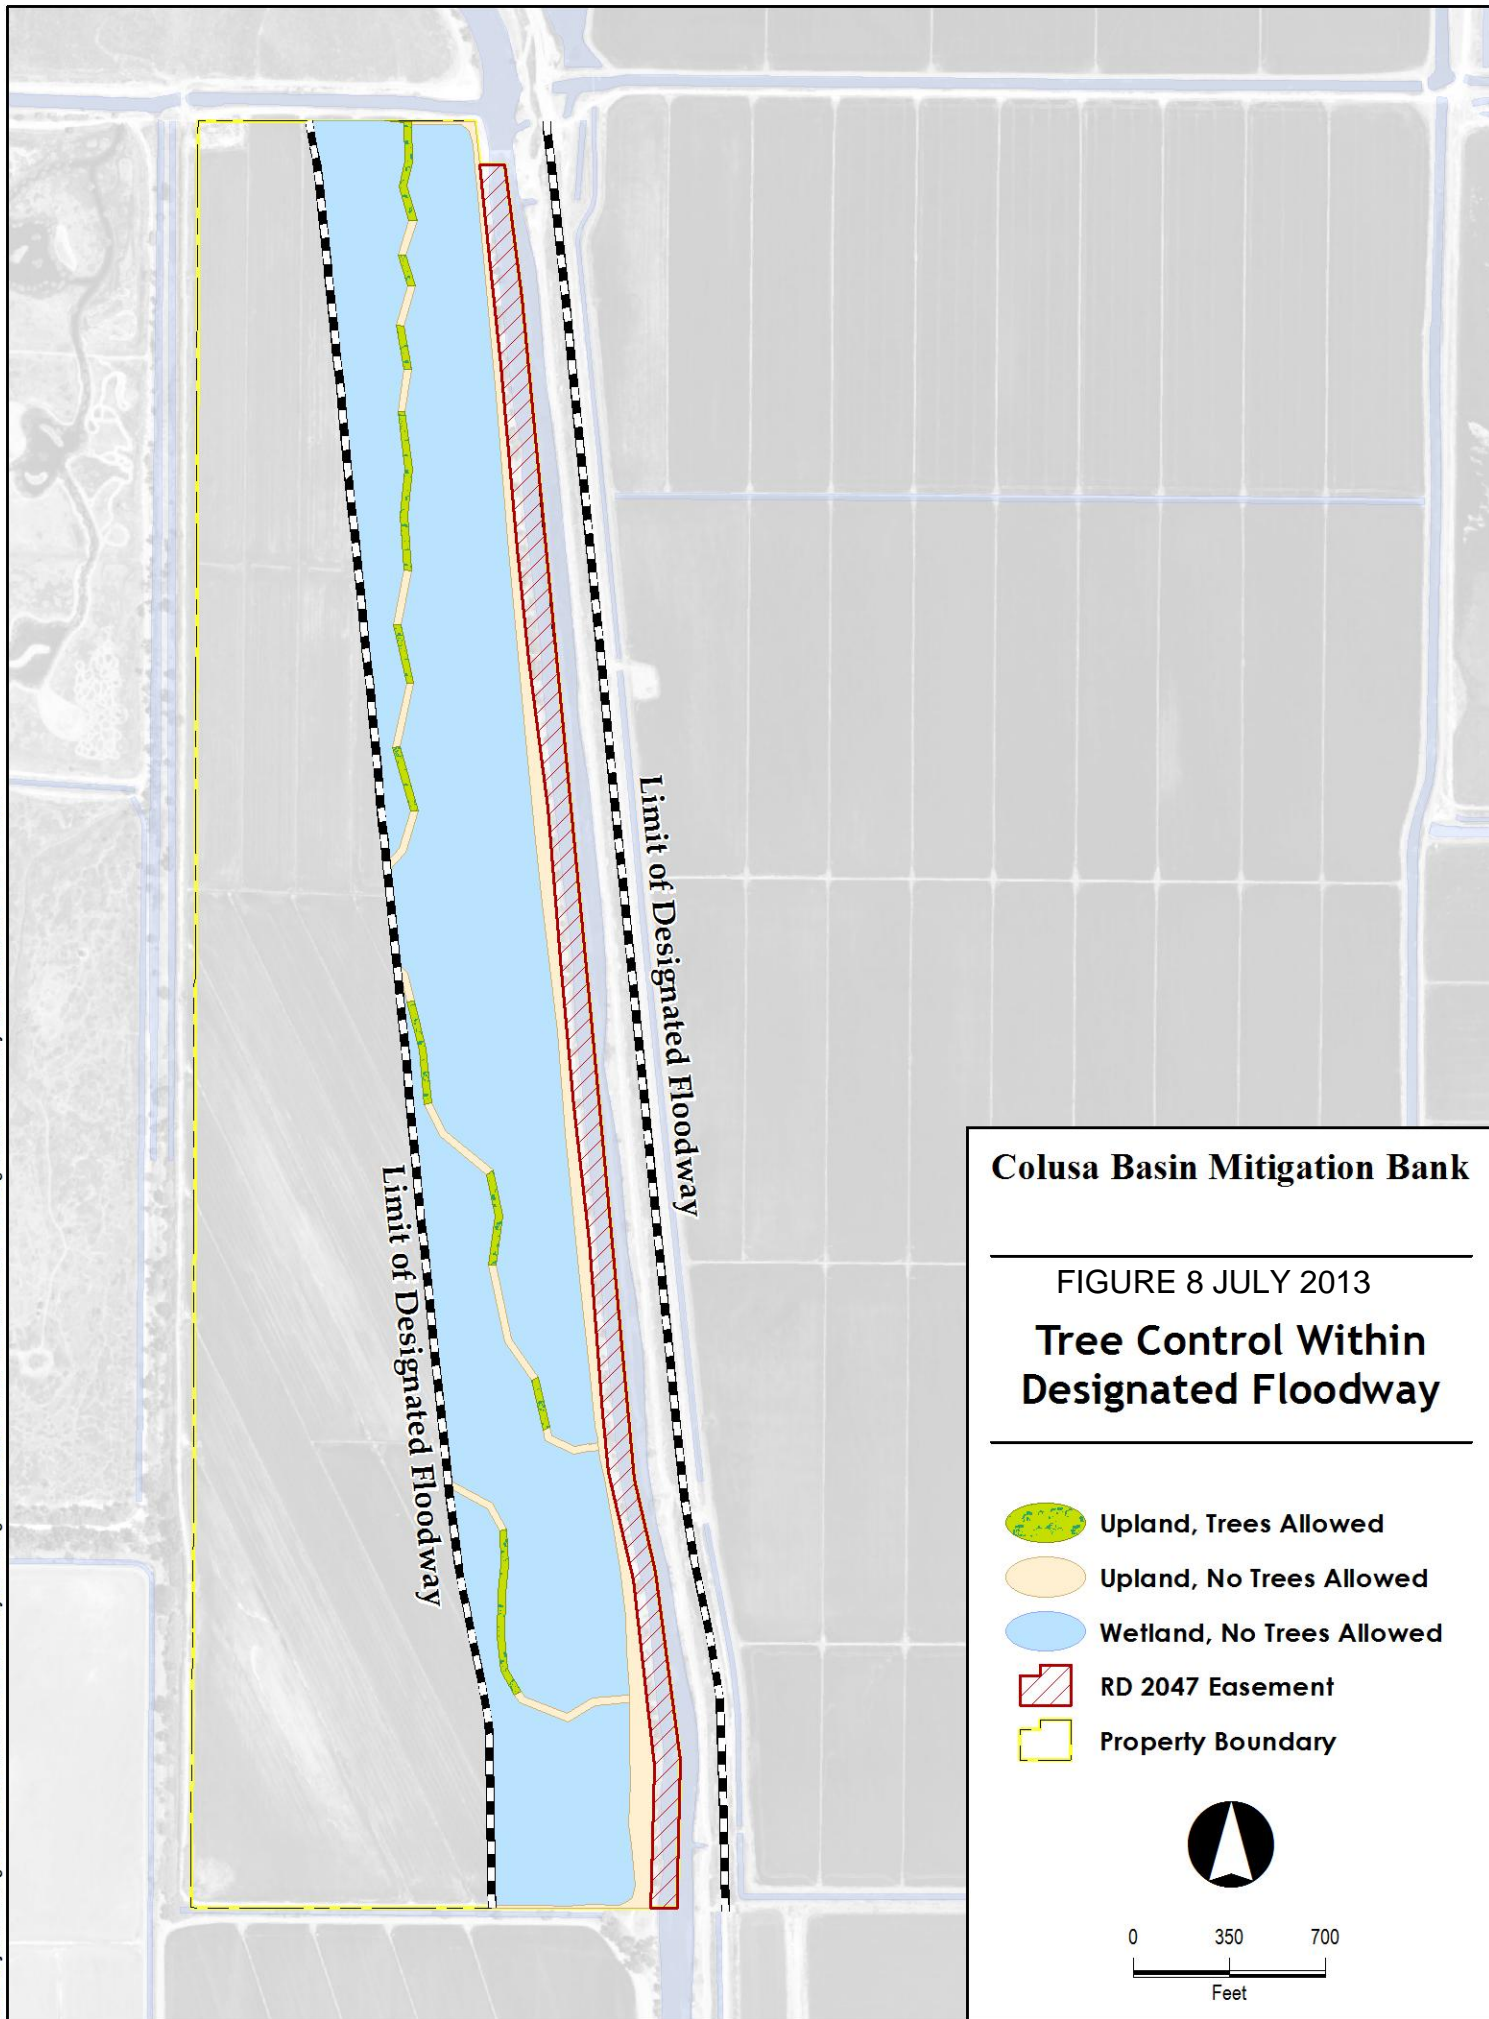 Limit of Designated Floodway
Limit of Designated Floodway
Colusa Basin Mitigation Bank
FIGURE 8 JULY 2013
Tree Control Within
Designated Floodway
Upland, Trees Allowed
Upland, No Trees Allowed
Wetland, No Trees Allowed
RD 2047 Easement
Property Boundary
0 350 700
Feet